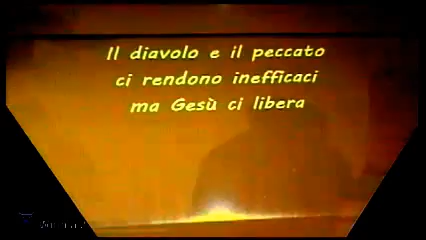 Il diavolo e il peccato
ci rendono inefficaci
ma Gesù ci libera